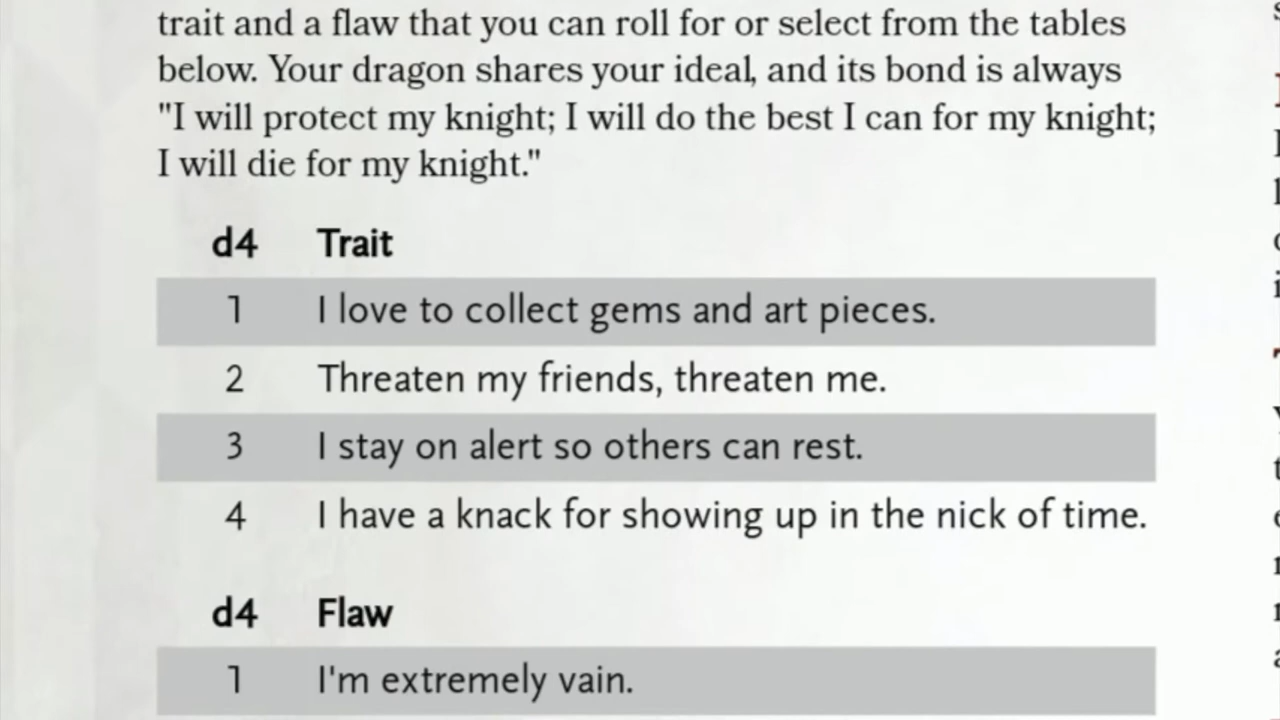 trait and a flaw that you can roll for or select from the tables
below. Your dragon shares your ideal, and its bond is always
"I will protect my knight; I will do the best I can for my knight;
I will die for my knight."
d4 Trait
1 I love to collect gems and art pieces.
2 Threaten my friends, threaten me.
3 I stay on alert so others can rest.
4 I have a knack for showing up in the nick of time.
d4 Flaw
1 I'm extremely vain.